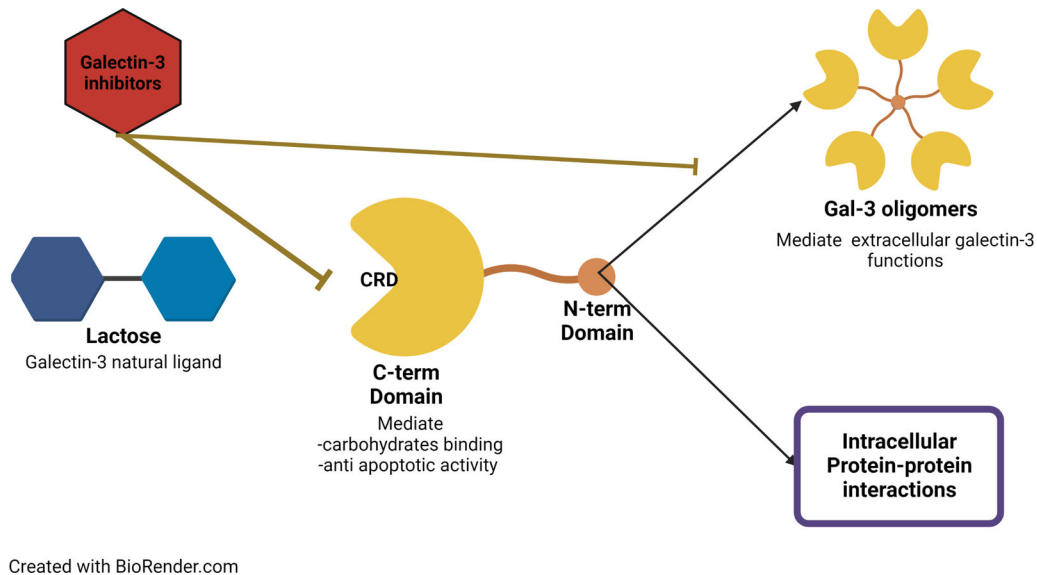 Galectin-3
inhibitors
Gal-3 oligomers
Mediate extracellular galectin-3
functions
CRD
Lactose
Galectin-3 natural ligand
N-term
Domain
C-term
Domain
Mediate
-carbohydrates binding
-anti apoptotic activity
Intracellular
Protein-protein
interactions
Created with BioRender.com